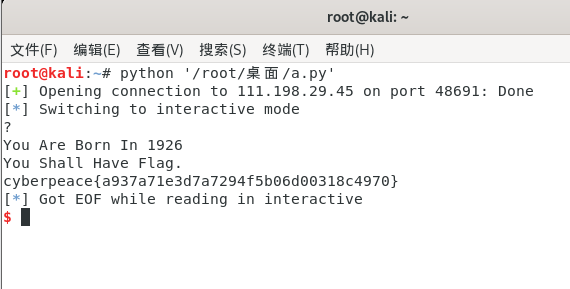 root@kali: ~
文件(F) 编辑(E) 查看(V) 搜索(S) 终端(T) 帮助(H)
root@kali:~# python '/root/桌面/a.py'
[+] Opening connection to 111.198.29.45 on port 48691: Done
[*] Switching to interactive mode
?
You Are Born In 1926
You Shall Have Flag.
cyberpeace{a937a71e3d7a7294f5b06d00318c4970}
[*] Got EOF while reading in interactive
$